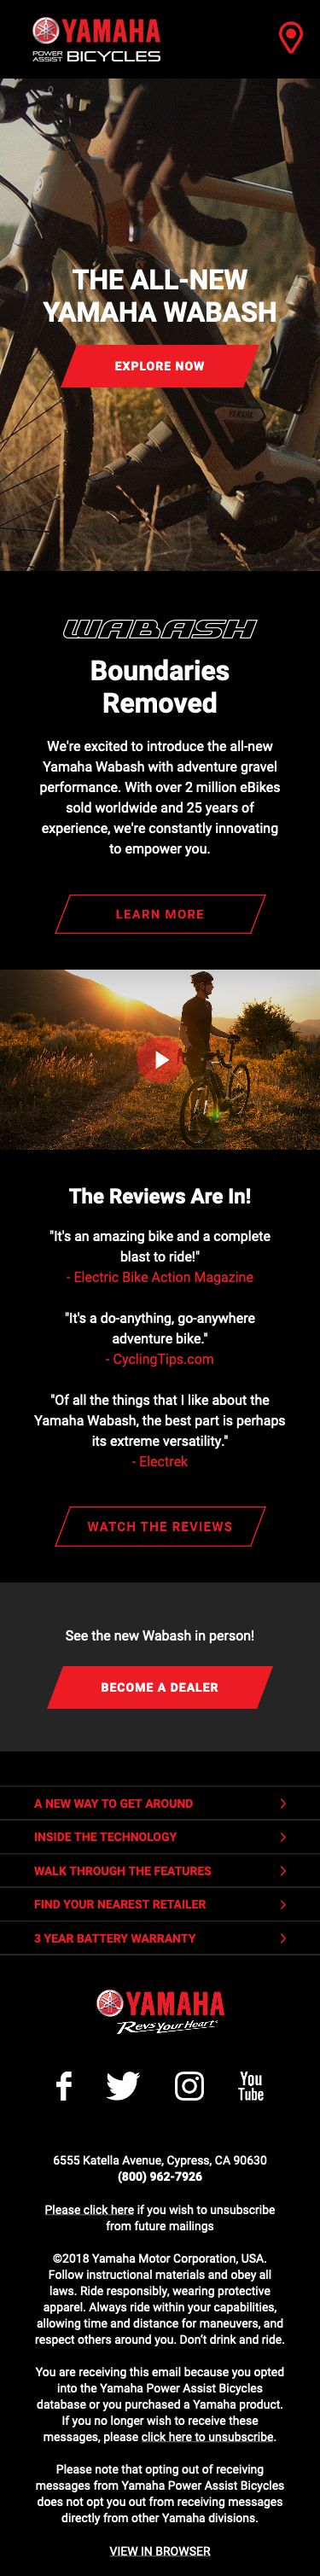 YAMAHA
POWER ASSIST BICYCLES
THE ALL-NEW
YAMAHA WABASH
EXPLORE NOW
YAMAHA
WABASH
Boundaries
Removed
We're excited to introduce the all-new
Yamaha Wabash with adventure gravel
performance. With over 2 million eBikes
sold worldwide and 25 years of
experience, we're constantly innovating
to empower you.
LEARN MORE
The Reviews Are In!
"It's an amazing bike and a complete
blast to ride!"
- Electric Bike Action Magazine
"It's a do-anything, go-anywhere
adventure bike."
- CyclingTips.com
"Of all the things that I like about the
Yamaha Wabash, the best part is perhaps
its extreme versatility."
- Electrek
WATCH THE REVIEWS
See the new Wabash in person!
BECOME A DEALER
A NEW WAY TO GET AROUND
INSIDE THE TECHNOLOGY
WALK THROUGH THE FEATURES
FIND YOUR NEAREST RETAILER
3 YEAR BATTERY WARRANTY
YAMAHA
Revs Your Heart
You
Tube
6555 Katella Avenue, Cypress, CA 90630
(800) 962-7926
Please click here if you wish to unsubscribe
from future mailings
©2018 Yamaha Motor Corporation, USA.
Follow instructional materials and obey all
laws. Ride responsibly, wearing protective
apparel. Always ride within your capabilities,
allowing time and distance for maneuvers, and
respect others around you. Don't drink and ride.
You are receiving this email because you opted
into the Yamaha Power Assist Bicycles
database or you purchased a Yamaha product.
If you no longer wish to receive these
messages, please click here to unsubscribe.
Please note that opting out of receiving
messages from Yamaha Power Assist Bicycles
does not opt you out from receiving messages
directly from other Yamaha divisions.
VIEW IN BROWSER